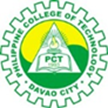 PHILIPPINE COLLEGE OF TECHNOLOGY
PCT
DAVAO CITY